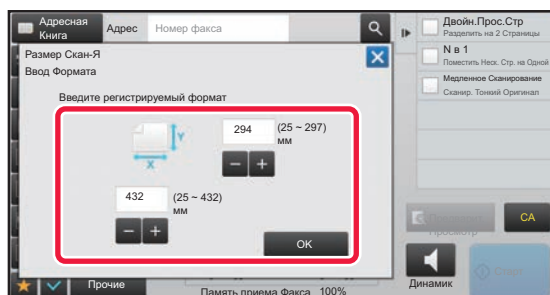 Адресная
Книга
Адрес
Номер факса
Размер Скан-Я
Ввод Формата
Введите регистрируемый формат
Y
X
294
(25 ~ 297)
мм
432
(25 ~ 432)
мм
OK
Прочие
Память приема Факса 100%
Двойн.Прос.Стр
Разделить на 2 Страницы
N в 1
Поместить Неск. Стр. на Одной
Медленное Сканирование
Сканир. Тонкий Оригинал
Просмотр
CA
Динамик
Старт